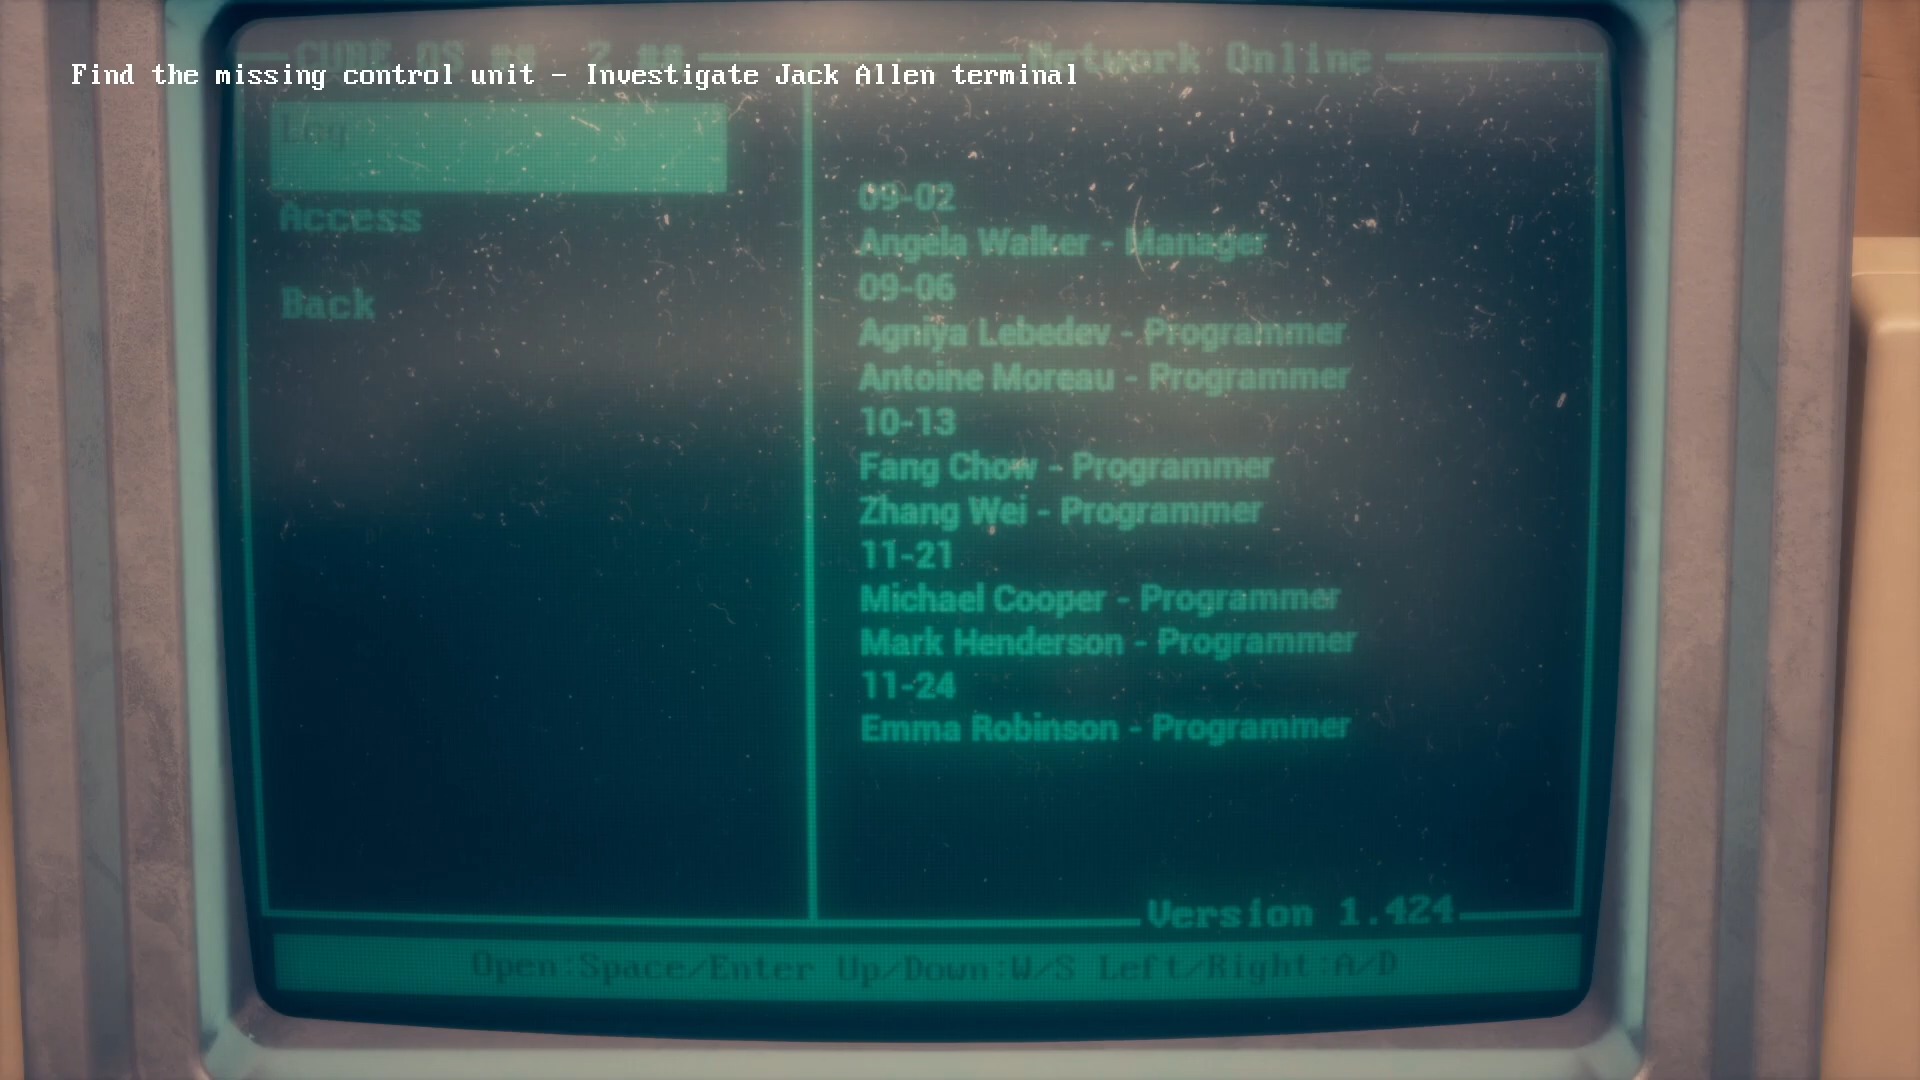 Find the missing control unit - Investigate Jack Allen terminal
CUBE OS
Network Online
Log
Access
Back
09-02
Angela Walker - Manager
09-06
Agniya Lebedev - Programmer
Antoine Moreau - Programmer
10-13
Fang Chow - Programmer
Zhang Wei - Programmer
11-21
Michael Cooper - Programmer
Mark Henderson - Programmer
11-24
Emma Robinson - Programmer
Version 1.424
Open:Space/Enter Up/Down:W/S Left/Right:A/D